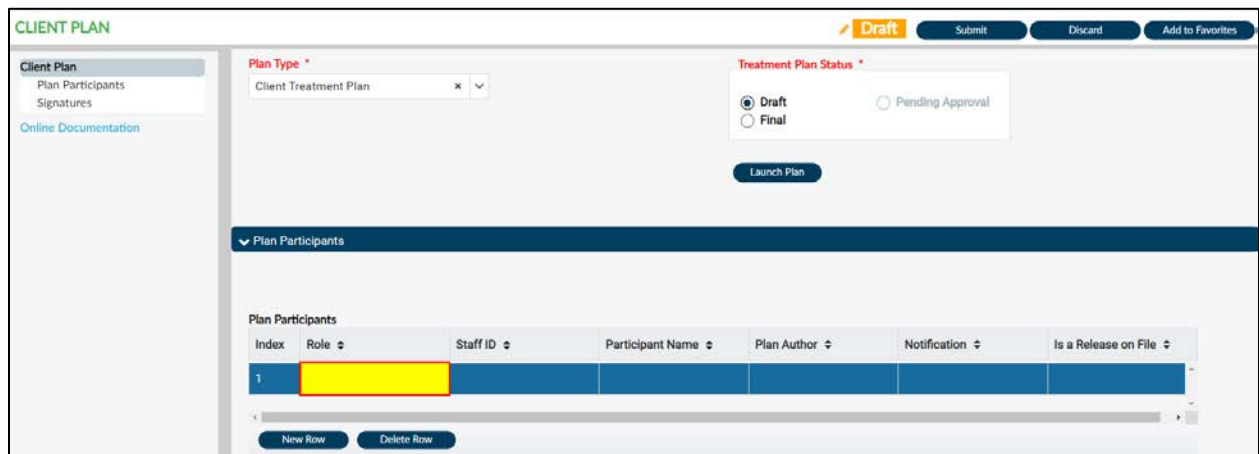 CLIENT PLAN
Draft
Submit
Discard
Add to Favorites
Client Plan
Plan Participants
Signatures
Online Documentation
Plan Type *
Client Treatment Plan
Treatment Plan Status *
Draft
Pending Approval
Final
Launch Plan
Plan Participants
Plan Participants
Index Role Staff ID Participant Name Plan Author Notification Is a Release on File
1
New Row Delete Row